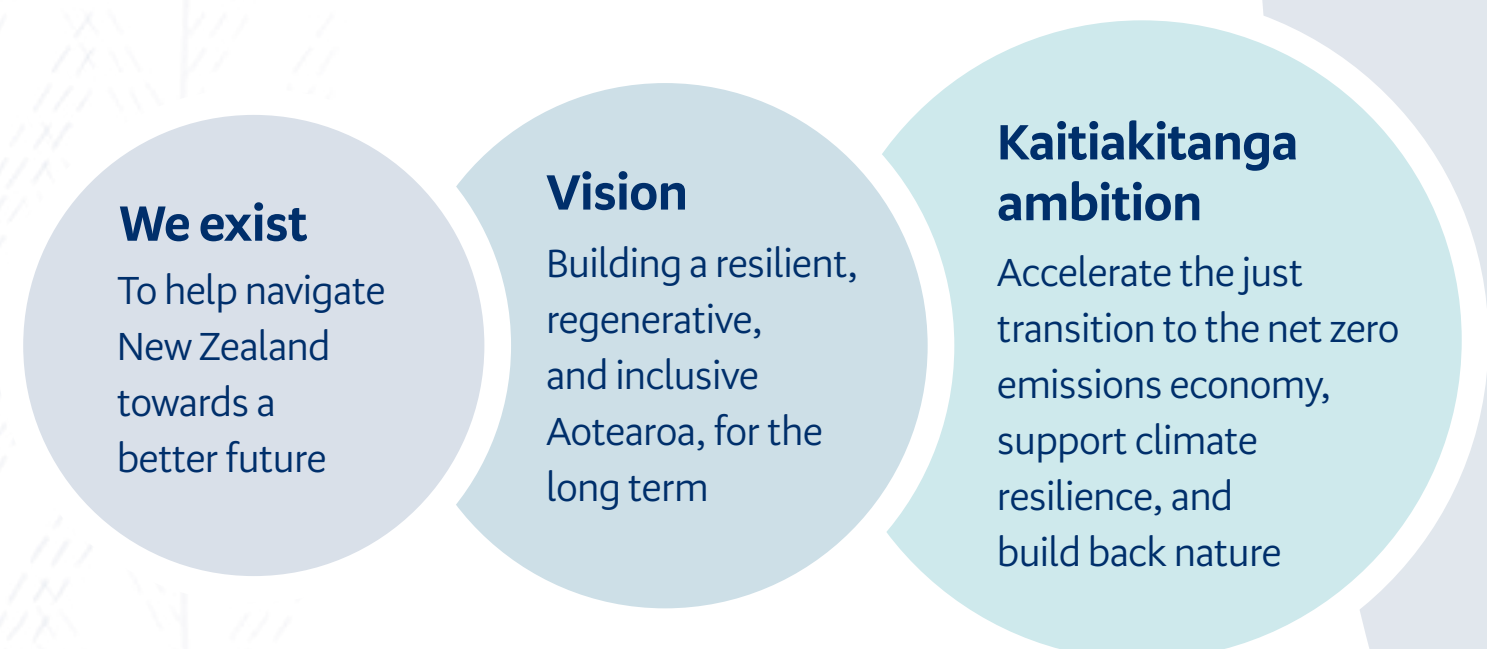 We exist
To help navigate
New Zealand
towards a
better future
Vision
Building a resilient,
regenerative,
and inclusive
Aotearoa, for the
long term
Kaitiakitanga
ambition
Accelerate the just
transition to the net zero
emissions economy,
support climate
resilience, and
build back nature